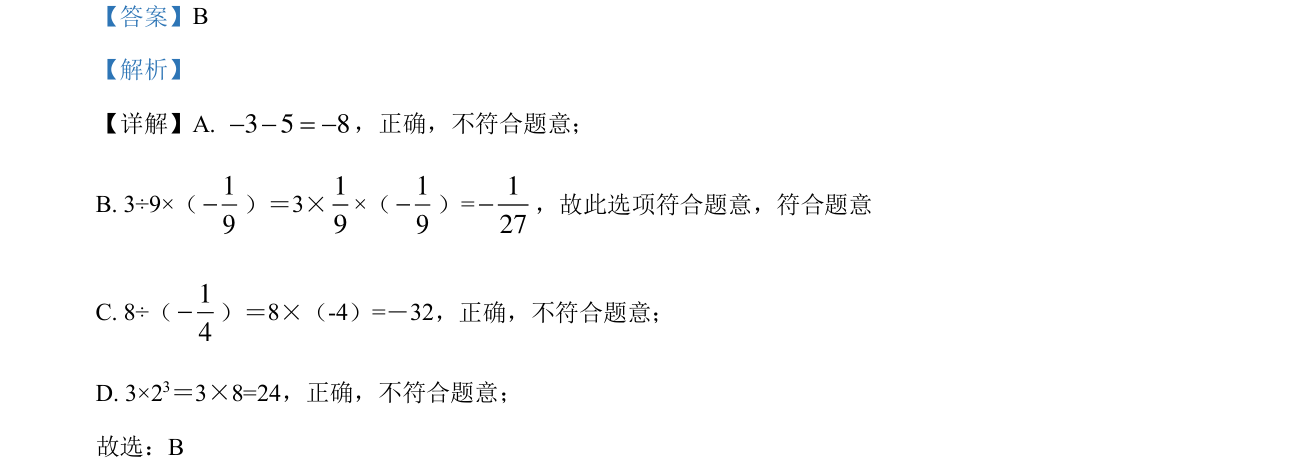 【答案】B
【解析】
【详解】A. −3−5=−8，正确，不符合题意；
B. 3÷9×（−1/9）＝3×1/9×（−1/9）=−1/27，故此选项符合题意，符合题意
C. 8÷（−1/4）＝8×（-4）=－32，正确，不符合题意；
D. 3×2³＝3×8=24，正确，不符合题意；
故选：B